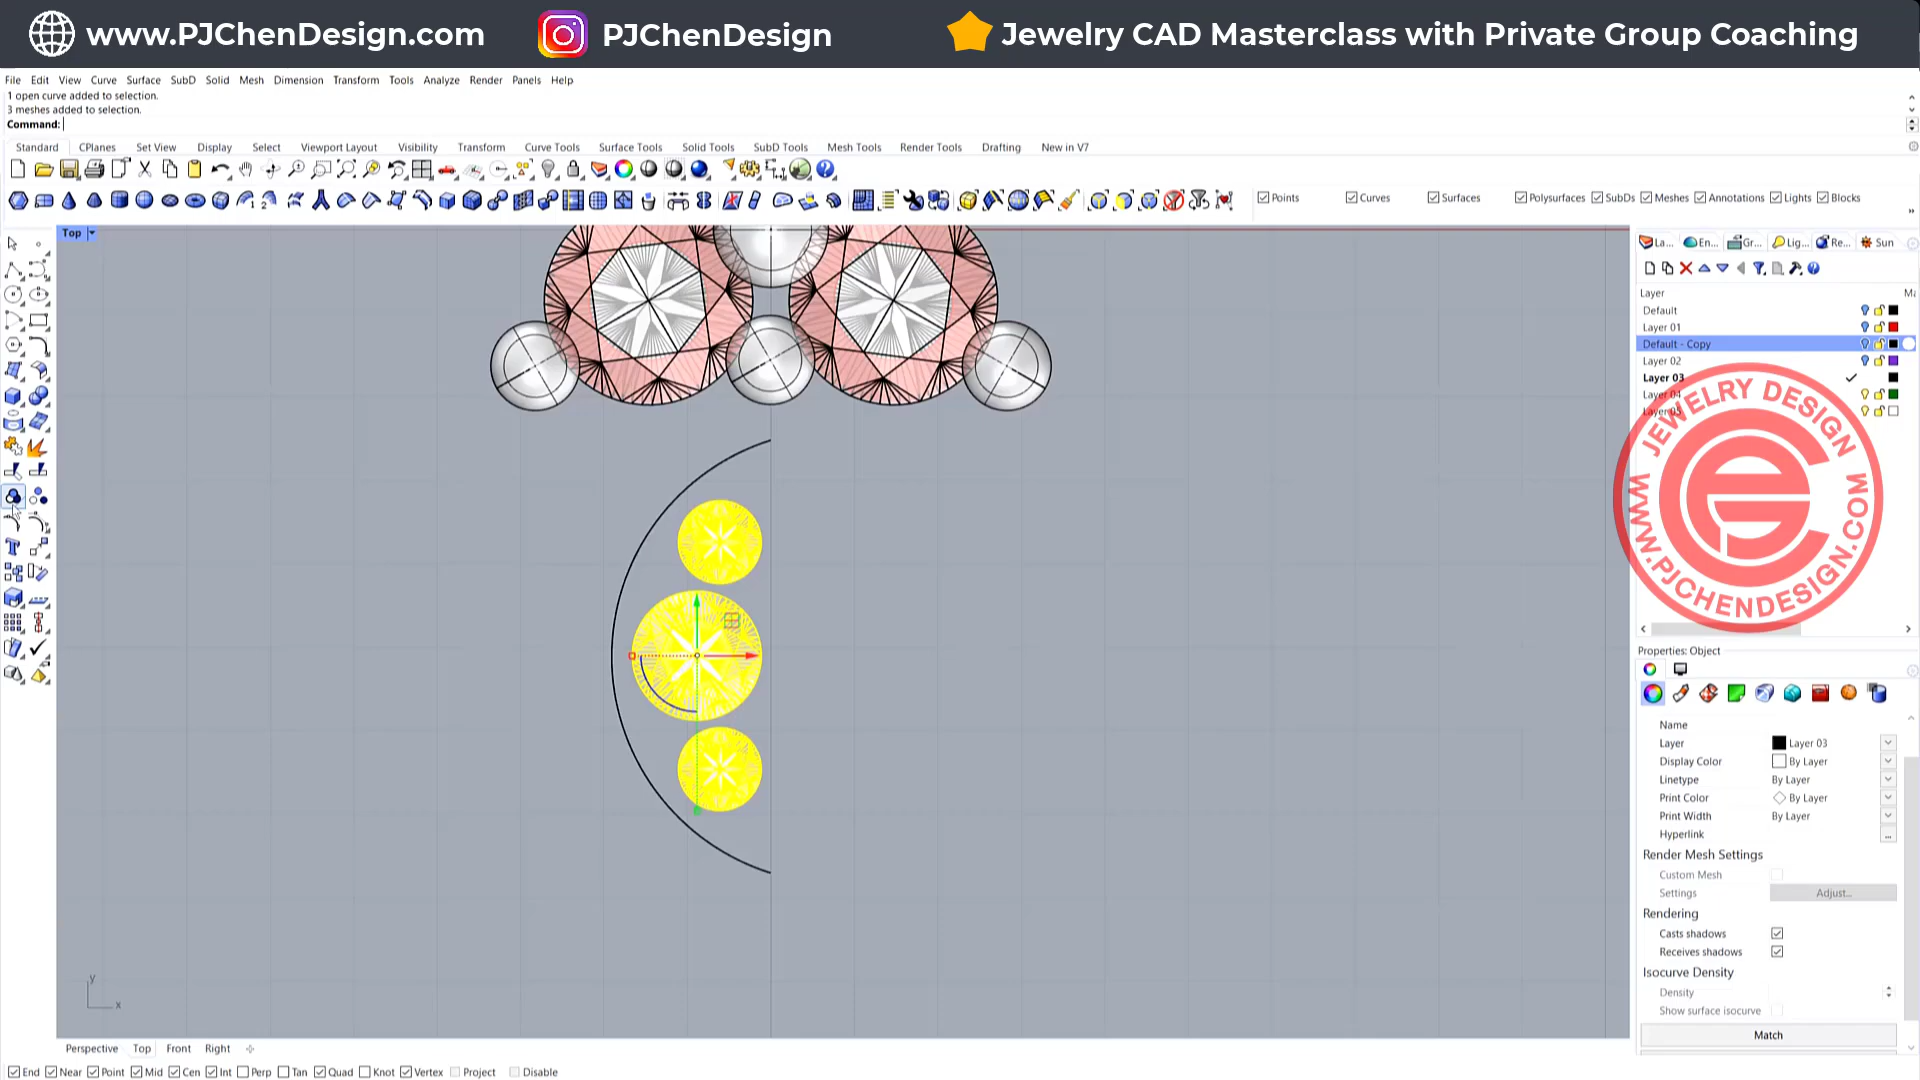 www.PJChenDesign.com PJChenDesign Jewelry CAD Masterclass with Private Group Coaching
File Edit View Curve Surface SubD Solid Mesh Dimension Transform Tools Analyze Render Panels Help
1 open curve added to selection.
3 meshes added to selection.
Command:
Standard CPlanes Set View Display Select Viewport Layout Visibility Transform Curve Tools Surface Tools Solid Tools SubD Tools Mesh Tools Render Tools Drafting New in V7
Points Curves Surfaces Polysurfaces SubDs Meshes Annotations Lights Blocks
Top
La... En... Gr... Lig... Re... Sun
Layer
Default
Layer 01
Default - Copy
Layer 02
Layer 03
JEWELRY DESIGN
WWW.PJCHENDESIGN.COM
Properties: Object
Name
Layer Layer 03
Display Color By Layer
Linetype By Layer
Print Color By Layer
Print Width By Layer
Hyperlink ...
Render Mesh Settings
Custom Mesh
Settings Adjust...
Rendering
Casts shadows
Receives shadows
Isocurve Density
Density
Show surface isocurve
Match
y
x
Perspective Top Front Right
End Near Point Mid Cen Int Perp Tan Quad Knot Vertex Project Disable